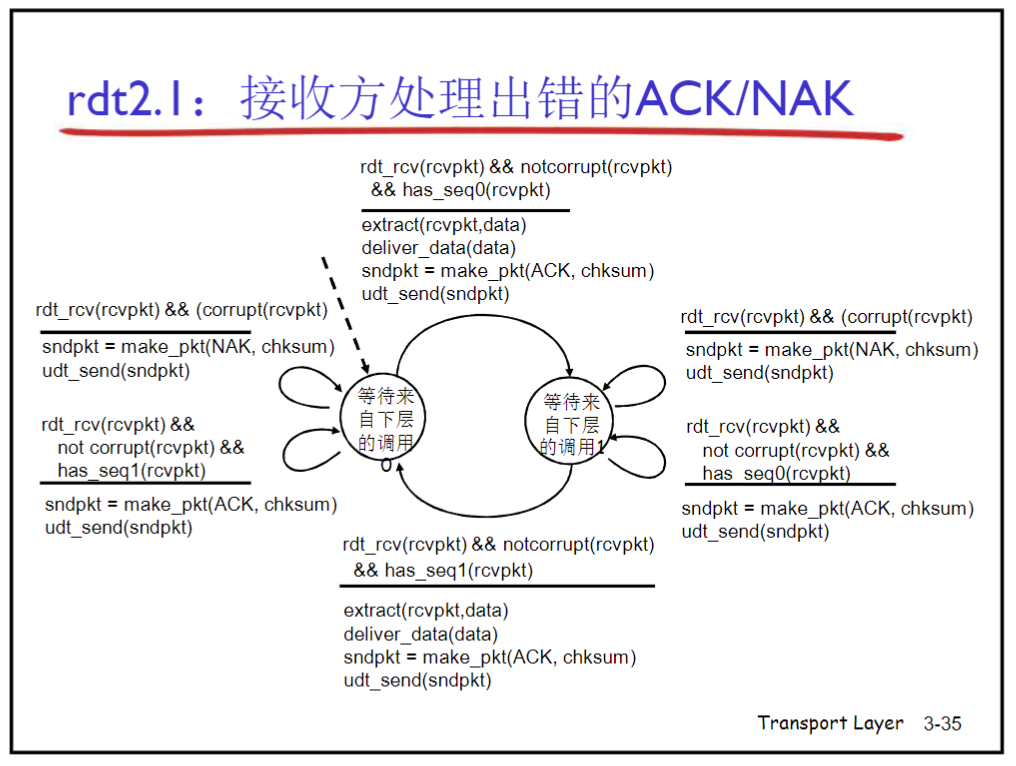 rdt2.1：接收方处理出错的ACK/NAK
rdt_rcv(rcvpkt) && notcorrupt(rcvpkt)
&& has_seq0(rcvpkt)
extract(rcvpkt,data)
deliver_data(data)
sndpkt = make_pkt(ACK, chksum)
udt_send(sndpkt)
rdt_rcv(rcvpkt) && (corrupt(rcvpkt)
sndpkt = make_pkt(NAK, chksum)
udt_send(sndpkt)
rdt_rcv(rcvpkt) &&
not corrupt(rcvpkt) &&
has_seq1(rcvpkt)
sndpkt = make_pkt(ACK, chksum)
udt_send(sndpkt)
等待来
自下层
的调用
0
等待来
自下层
的调用1
rdt_rcv(rcvpkt) && (corrupt(rcvpkt)
sndpkt = make_pkt(NAK, chksum)
udt_send(sndpkt)
rdt_rcv(rcvpkt) &&
not corrupt(rcvpkt) &&
has_seq0(rcvpkt)
sndpkt = make_pkt(ACK, chksum)
udt_send(sndpkt)
rdt_rcv(rcvpkt) && notcorrupt(rcvpkt)
&& has_seq1(rcvpkt)
extract(rcvpkt,data)
deliver_data(data)
sndpkt = make_pkt(ACK, chksum)
udt_send(sndpkt)
Transport Layer 3-35